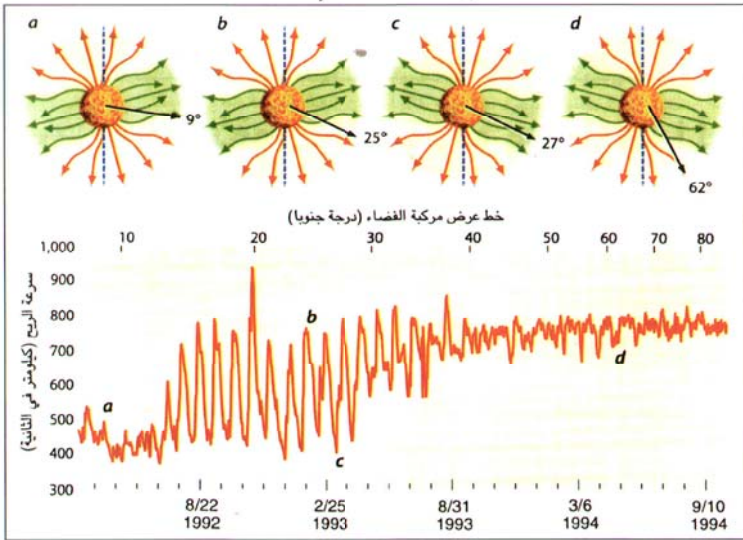 a b c d
9°
25°
27°
62°
خط عرض مركبة الفضاء (درجة جنوبا)
10 20 30 40 50 60 70 80
سرعة الريح (كيلومتر في الثانية)
1,000
900
800
700
600
500
400
300
a
b
c
d
8/22 2/25 8/31 3/6 9/10
1992 1993 1993 1994 1994